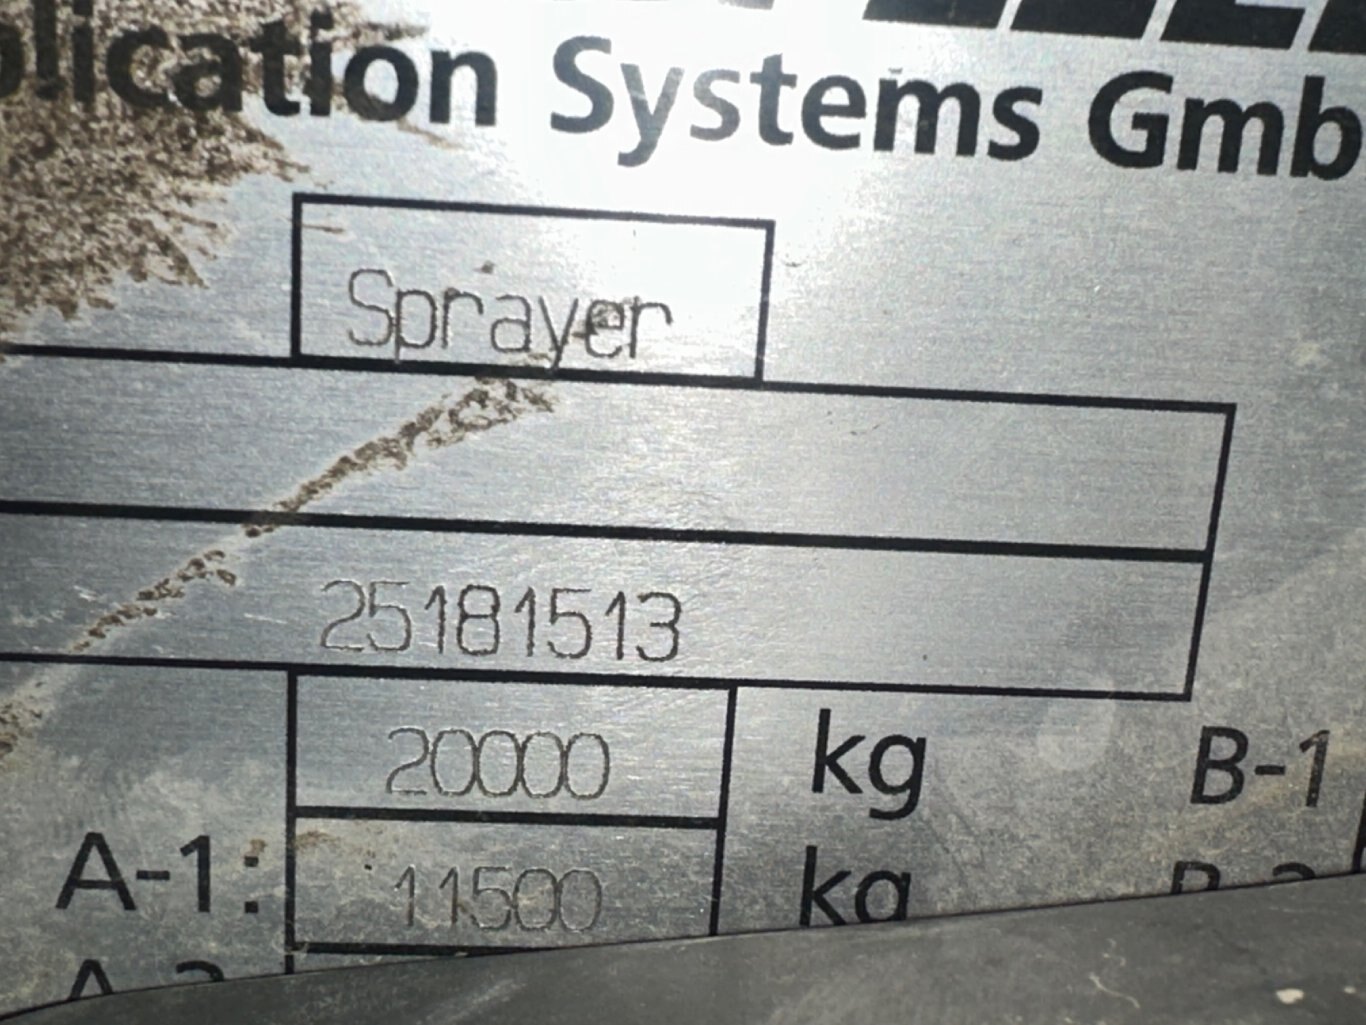 plication Systems Gmb
Sprayer
25181513
20000 kg B-1
A-1: 11500 kg